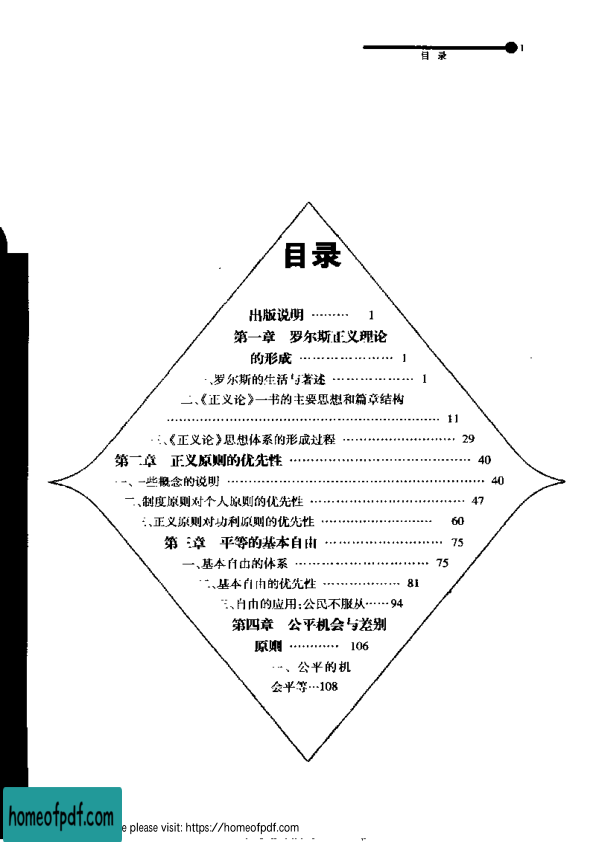 1
目 录
目录
出版说明 ……… 1
第一章 罗尔斯正义理论
的形成 ………………… 1
一、罗尔斯的生活与著述 ……………… 1
二、《正义论》一书的主要思想和篇章结构
…………………………………………………… 11
三、《正义论》思想体系的形成过程 …………………… 29
第二章 正义原则的优先性 ………………………………… 40
一、一些概念的说明 ………………………………………………… 40
二、制度原则对个人原则的优先性 …………………………… 47
三、正义原则对功利原则的优先性 …………………… 60
第三章 平等的基本自由 …………………… 75
一、基本自由的体系 ………………………… 75
二、基本自由的优先性 ……………… 81
三、自由的应用:公民不服从……94
第四章 公平机会与差别
原则 ………… 106
一、公平的机
会平等…108
homeofpdf.com
e please visit: https://homeofpdf.com